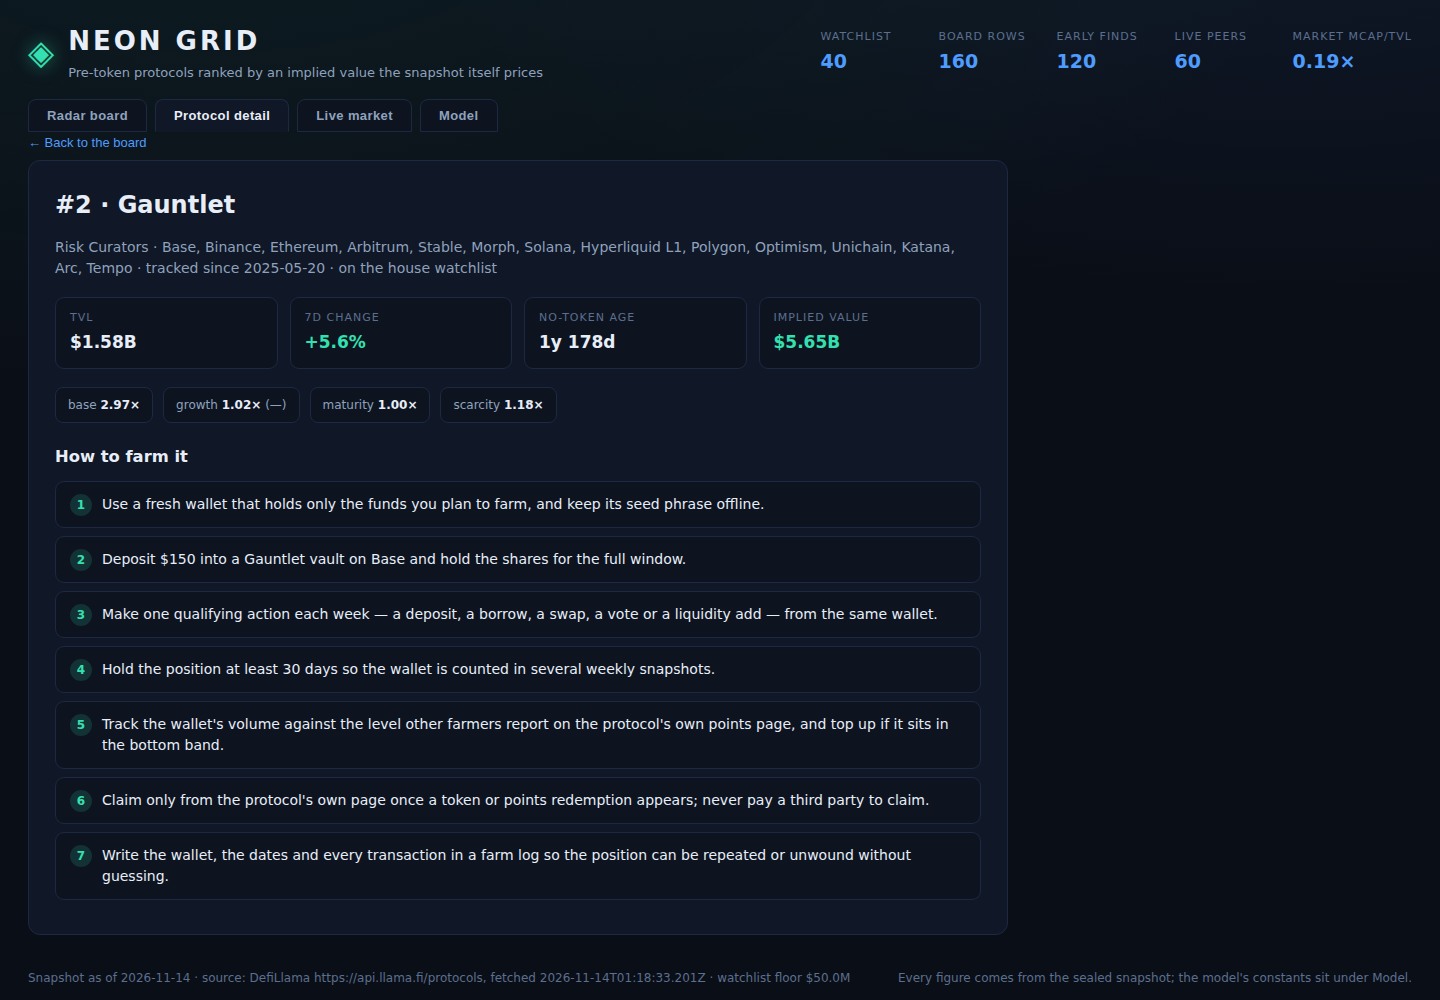 NEON GRID
Pre-token protocols ranked by an implied value the snapshot itself prices
WATCHLIST
40
BOARD ROWS
160
EARLY FINDS
120
LIVE PEERS
60
MARKET MCAP/TVL
0.19×
Radar board
Protocol detail
Live market
Model
← Back to the board
#2 · Gauntlet
Risk Curators · Base, Binance, Ethereum, Arbitrum, Stable, Morph, Solana, Hyperliquid L1, Polygon, Optimism, Unichain, Katana,
Arc, Tempo · tracked since 2025-05-20 · on the house watchlist
TVL
$1.58B
7D CHANGE
+5.6%
NO-TOKEN AGE
1y 178d
IMPLIED VALUE
$5.65B
base 2.97×
growth 1.02× (—)
maturity 1.00×
scarcity 1.18×
How to farm it
1 Use a fresh wallet that holds only the funds you plan to farm, and keep its seed phrase offline.
2 Deposit $150 into a Gauntlet vault on Base and hold the shares for the full window.
3 Make one qualifying action each week — a deposit, a borrow, a swap, a vote or a liquidity add — from the same wallet.
4 Hold the position at least 30 days so the wallet is counted in several weekly snapshots.
5 Track the wallet's volume against the level other farmers report on the protocol's own points page, and top up if it sits in
the bottom band.
6 Claim only from the protocol's own page once a token or points redemption appears; never pay a third party to claim.
7 Write the wallet, the dates and every transaction in a farm log so the position can be repeated or unwound without
guessing.
Snapshot as of 2026-11-14 · source: DefiLlama https://api.llama.fi/protocols, fetched 2026-11-14T01:18:33.201Z · watchlist floor $50.0M
Every figure comes from the sealed snapshot; the model's constants sit under Model.